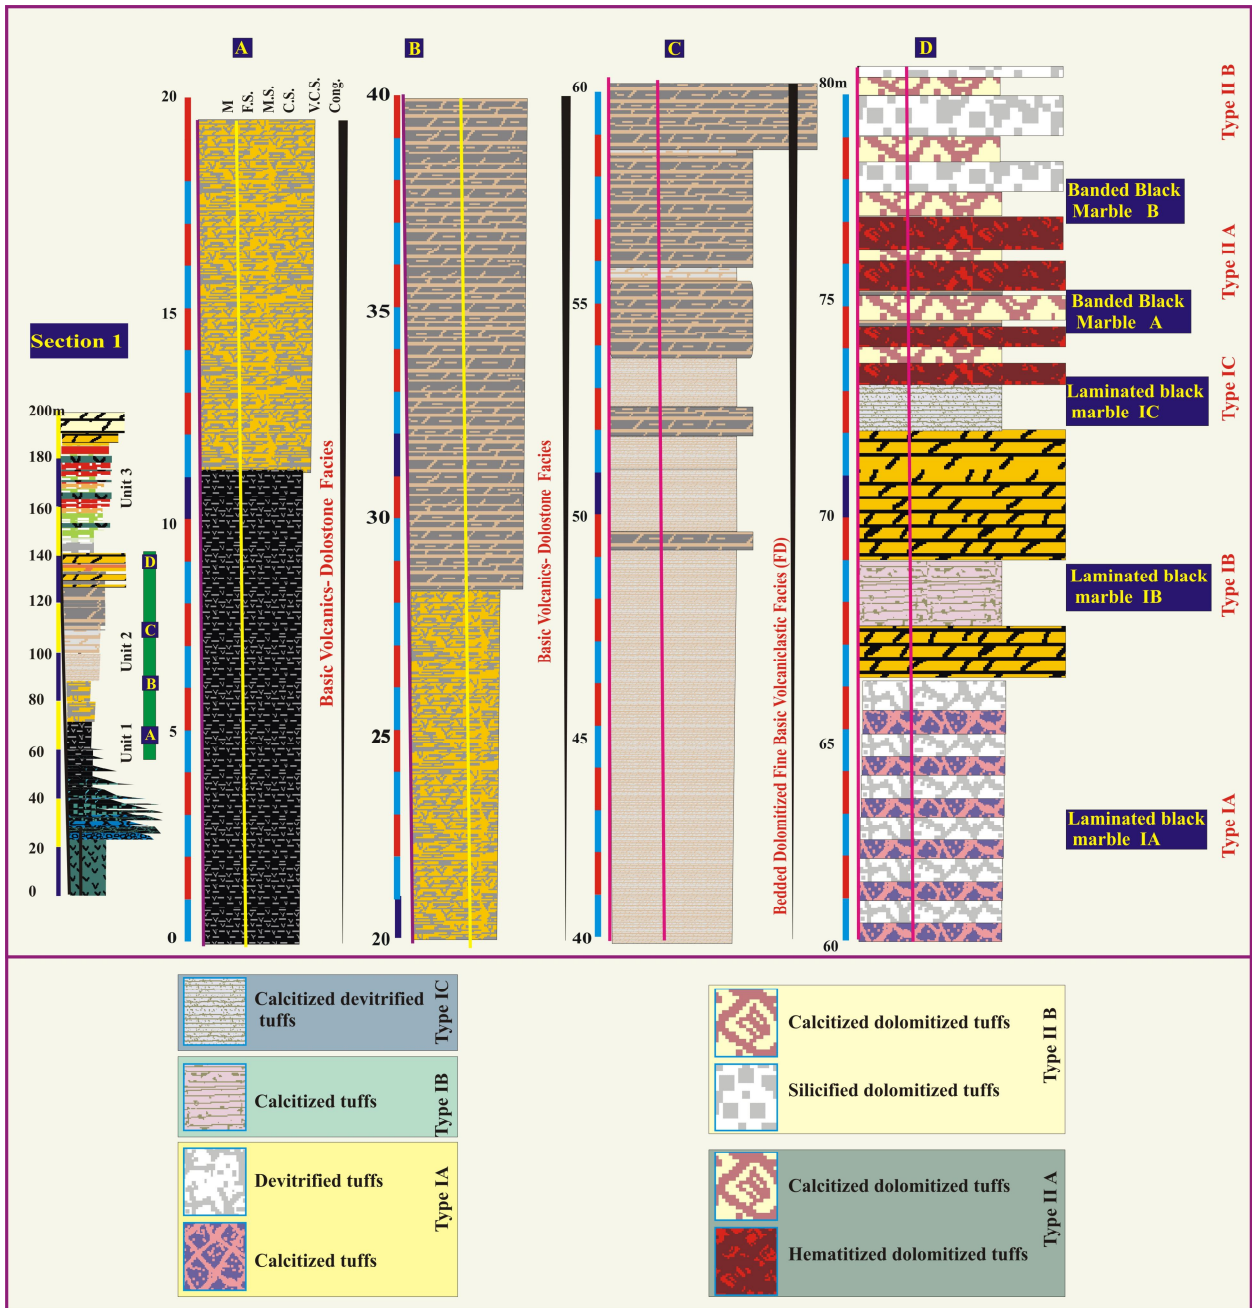 A
B
C
D
20
15
10
5
0
M
F.S.
M.S.
C.S.
V.C.S.
Cong.
Basic Volcanics- Dolostone Facies
40
35
30
25
20
Basic Volcanics- Dolostone Facies
60
55
50
45
40
Bedded Dolomitized Fine Basic Volcaniclastic Facies (FD)
80m
75
70
65
60
Type II B
Banded Black
Marble B
Type II A
Banded Black
Marble A
Type IC
Laminated black
marble IC
Laminated black
marble IB
Type IB
Laminated black
marble IA
Type IA
Section 1
200m
180
160
140
120
100
80
60
40
20
0
Unit 3
Unit 2
Unit 1
D
C
B
A
Calcitized devitrified
tuffs
Type IC
Calcitized tuffs
Type IB
Devitrified tuffs
Calcitized tuffs
Type IA
Calcitized dolomitized tuffs
Silicified dolomitized tuffs
Type II B
Calcitized dolomitized tuffs
Hematitized dolomitized tuffs
Type II A